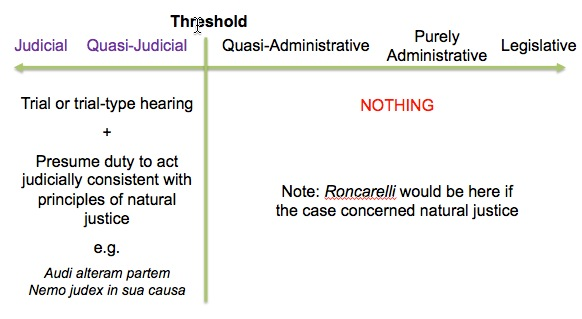 Threshold
Judicial Quasi-Judicial Quasi-Administrative Purely Administrative Legislative
Trial or trial-type hearing
+
Presume duty to act
judicially consistent with
principles of natural
justice
e.g.
Audi alteram partem
Nemo judex in sua causa
NOTHING
Note: Roncarelli would be here if
the case concerned natural justice